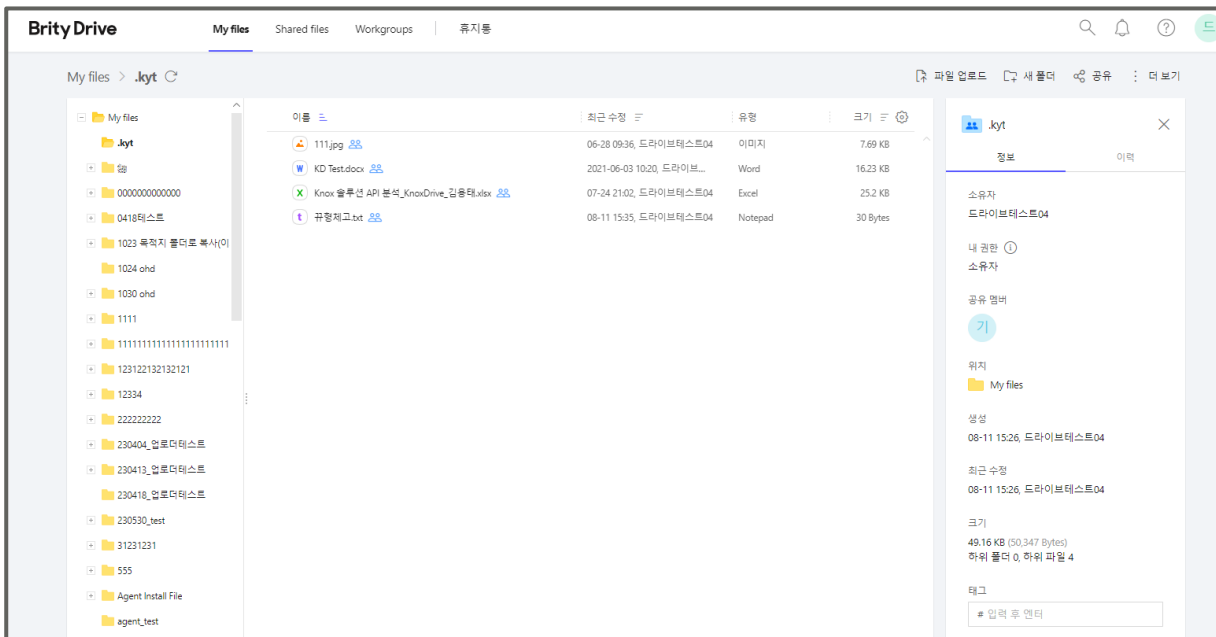 Brity Drive My files Shared files Workgroups 휴지통 드
My files > .kyt 파일 업로드 새 폴더 공유 더 보기
My files
.kyt
0000000000000
0418테스트
1023 목적지 폴더로 복사(이
1024 ohd
1030 ohd
1111
11111111111111111111111
123122132132121
12334
222222222
230404_업로더테스트
230413_업로더테스트
230418_업로더테스트
230530_test
31231231
555
Agent Install File
agent_test
이름 최근 수정 유형 크기
111.jpg 06-28 09:36, 드라이브테스트04 이미지 7.69 KB
KD Test.docx 2021-06-03 10:20, 드라이브... Word 16.23 KB
Knox 솔루션 API 분석_KnoxDrive_김용태.xlsx 07-24 21:02, 드라이브테스트04 Excel 25.2 KB
뀨형체고.txt 08-11 15:35, 드라이브테스트04 Notepad 30 Bytes
.kyt
정보 이력
소유자
드라이브테스트04
내 권한
소유자
공유 멤버
기
위치
My files
생성
08-11 15:26, 드라이브테스트04
최근 수정
08-11 15:26, 드라이브테스트04
크기
49.16 KB (50,347 Bytes)
하위 폴더 0, 하위 파일 4
태그
# 입력 후 엔터